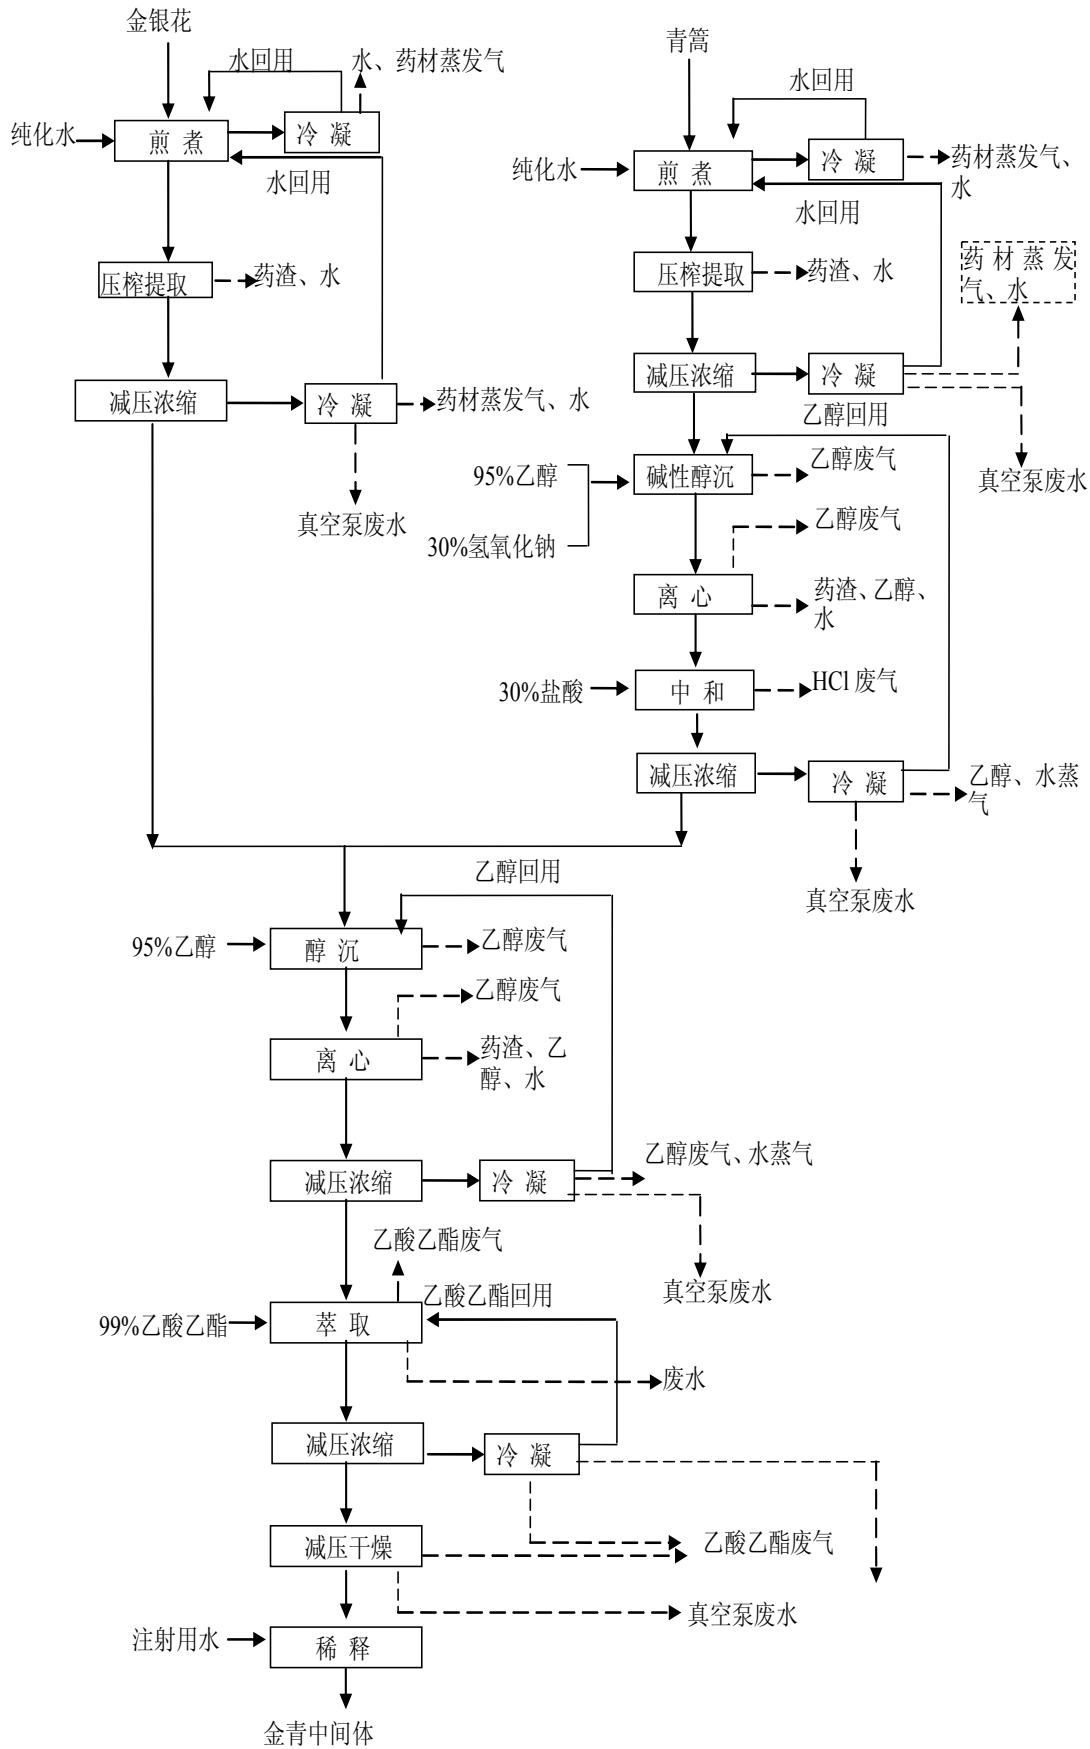 金银花
水回用
水、药材蒸发气
纯化水
煎 煮
冷 凝
水回用
压榨提取
药渣、水
减压浓缩
冷 凝
药材蒸发气、水
真空泵废水
青蒿
水回用
纯化水
煎 煮
冷 凝
药材蒸发气、
水
水回用
压榨提取
药渣、水
药 材 蒸 发
气、水
减压浓缩
冷 凝
乙醇回用
95%乙醇
碱性醇沉
乙醇废气
真空泵废水
30%氢氧化钠
乙醇废气
离 心
药渣、乙醇、
水
30%盐酸
中 和
HCl 废气
减压浓缩
冷 凝
乙醇、水蒸
气
真空泵废水
乙醇回用
95%乙醇
醇 沉
乙醇废气
乙醇废气
离 心
药渣、乙
醇、水
减压浓缩
冷 凝
乙醇废气、水蒸气
真空泵废水
乙酸乙酯废气
乙酸乙酯回用
99%乙酸乙酯
萃 取
废水
减压浓缩
冷 凝
减压干燥
乙酸乙酯废气
真空泵废水
注射用水
稀 释
金青中间体